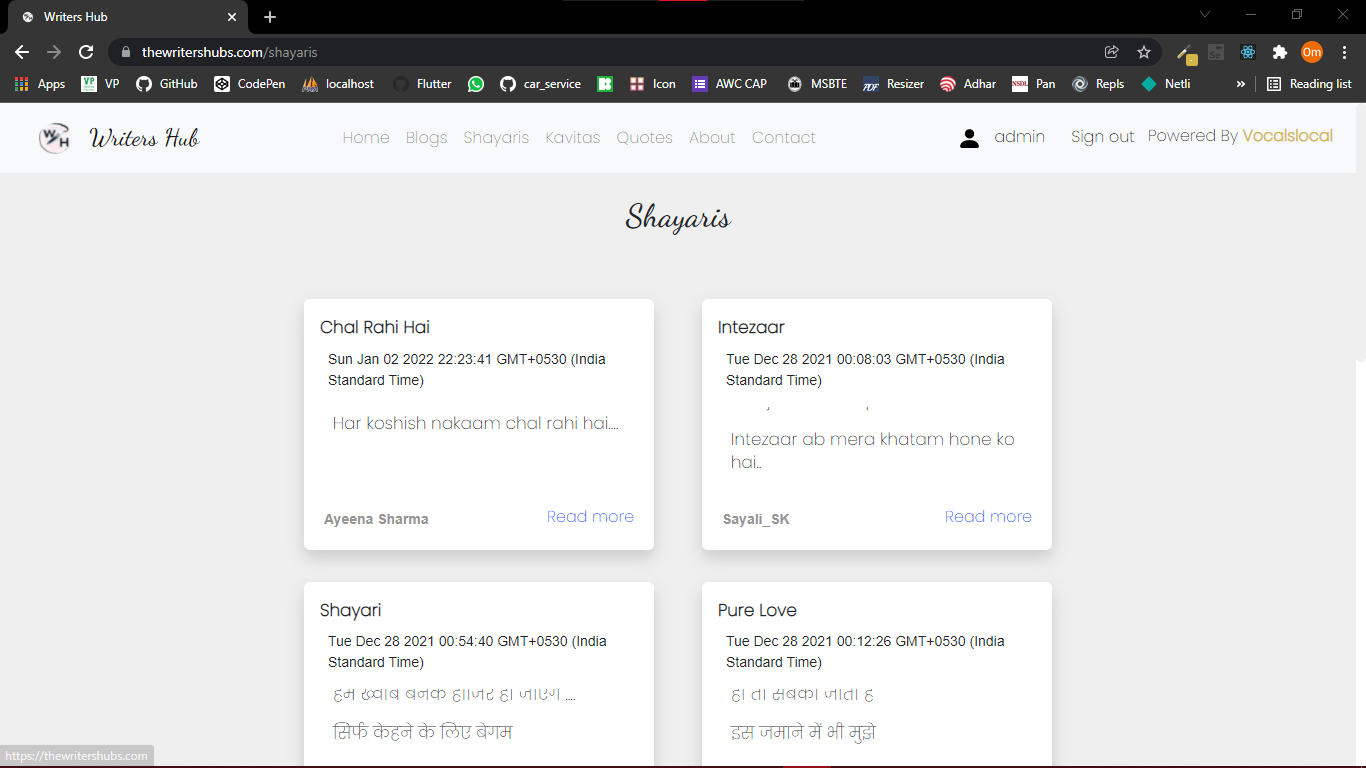 Writers Hub
thewritershubs.com/shayaris
Om
Apps VP VP GitHub CodePen localhost Flutter car_service Icon AWC CAP MSBTE PDF Resizer Adhar NSDL Pan Repls Netli » Reading list
WH Writers Hub Home Blogs Shayaris Kavitas Quotes About Contact admin Sign out Powered By Vocalslocal
Shayaris
Chal Rahi Hai
Sun Jan 02 2022 22:23:41 GMT+0530 (India
Standard Time)
Har koshish nakaam chal rahi hai....
Ayeena Sharma Read more
Intezaar
Tue Dec 28 2021 00:08:03 GMT+0530 (India
Standard Time)
Intezaar ab mera khatam hone ko
hai..
Sayali_SK Read more
Shayari
Tue Dec 28 2021 00:54:40 GMT+0530 (India
Standard Time)
सिर्फ केहने के लिए बेगम
Pure Love
Tue Dec 28 2021 00:12:26 GMT+0530 (India
Standard Time)
इस जमाने में भी मुझे
https://thewritershubs.com